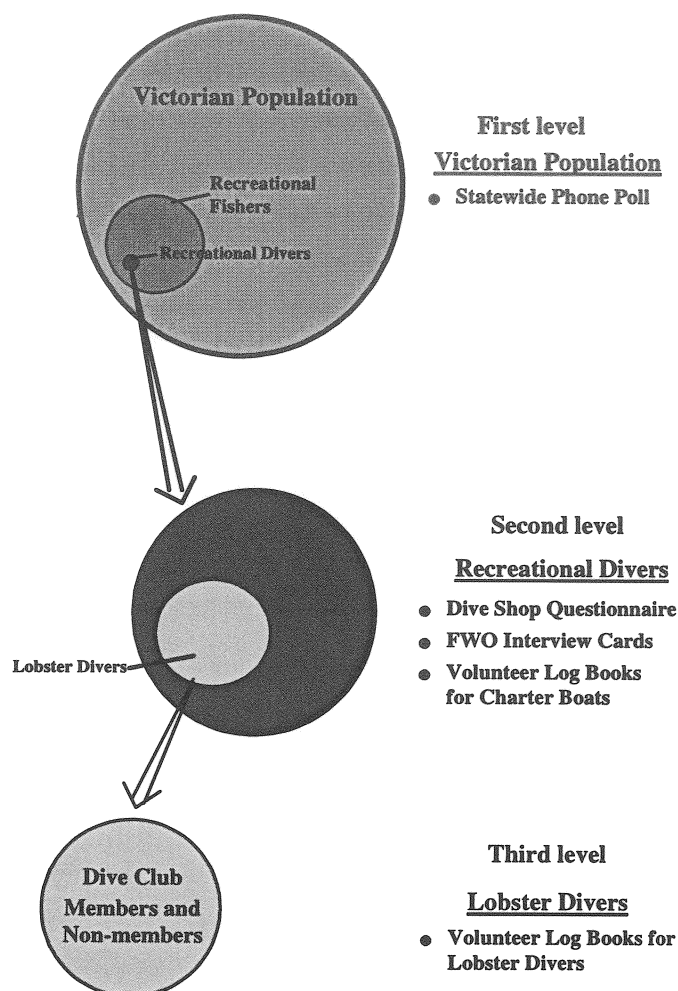 Victorian Population
Recreational
Fishers
Recreational Divers
First level
Victorian Population
● Statewide Phone Poll
Lobster Divers
Second level
Recreational Divers
● Dive Shop Questionnaire
● FWO Interview Cards
● Volunteer Log Books
for Charter Boats
Dive Club
Members and
Non-members
Third level
Lobster Divers
● Volunteer Log Books for
Lobster Divers